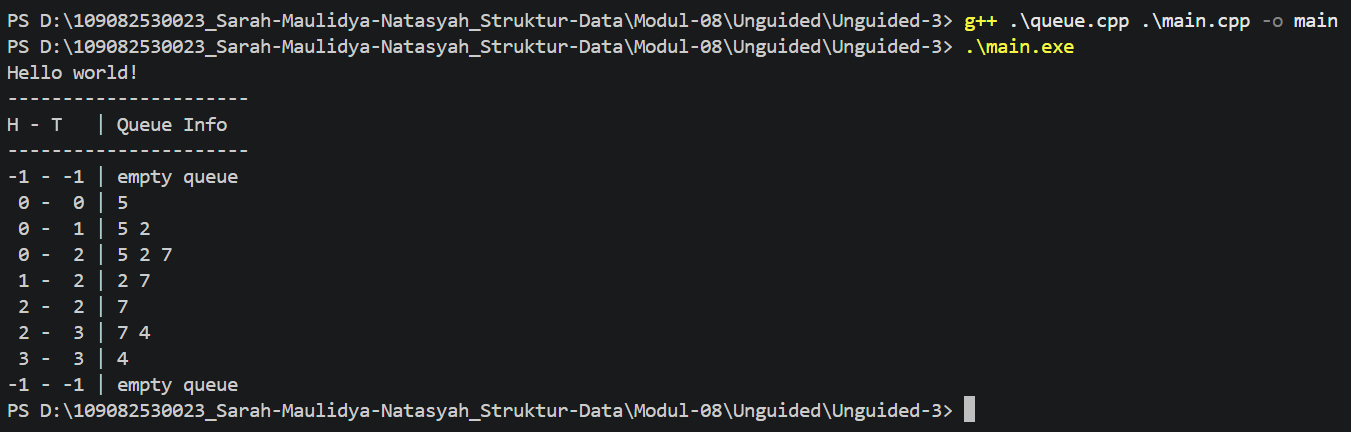 PS D:\109082530023_Sarah-Maulidya-Natasyah_Struktur-Data\Modul-08\Unguided\Unguided-3> g++ .\queue.cpp .\main.cpp -o main
PS D:\109082530023_Sarah-Maulidya-Natasyah_Struktur-Data\Modul-08\Unguided\Unguided-3> .\main.exe
Hello world!
----------------------
H - T   | Queue Info
----------------------
-1 - -1 | empty queue
 0 -  0 | 5
 0 -  1 | 5 2
 0 -  2 | 5 2 7
 1 -  2 | 2 7
 2 -  2 | 7
 2 -  3 | 7 4
 3 -  3 | 4
-1 - -1 | empty queue
PS D:\109082530023_Sarah-Maulidya-Natasyah_Struktur-Data\Modul-08\Unguided\Unguided-3>